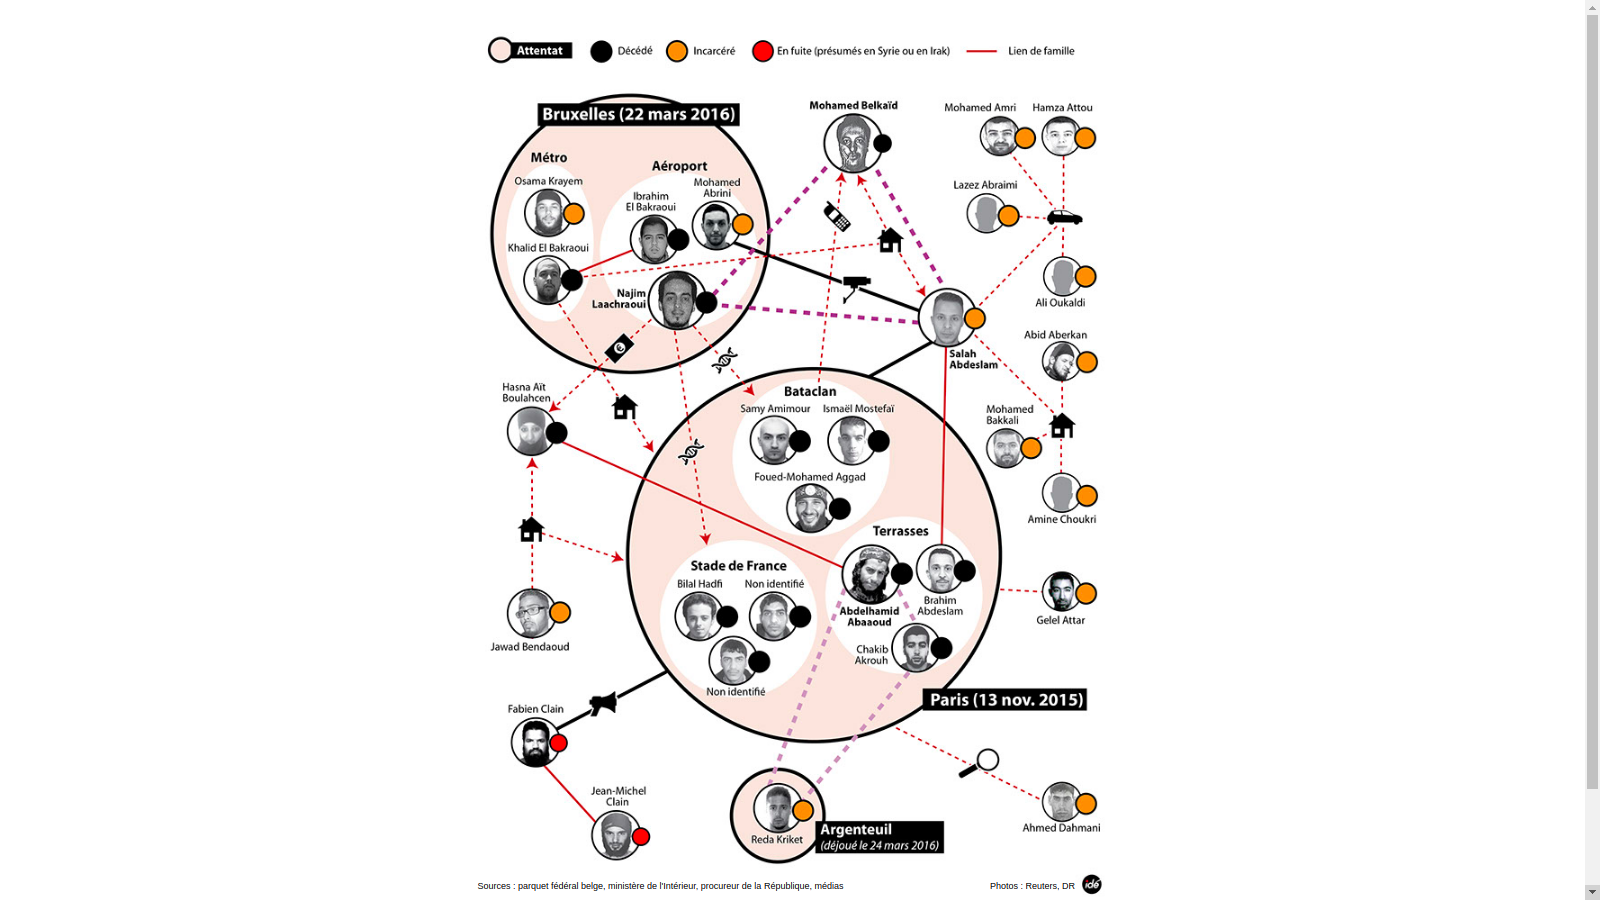 Attentat
Décédé
Incarcéré
En fuite (présumés en Syrie ou en Irak)
Lien de famille
Bruxelles (22 mars 2016)
Mohamed Belkaïd
Mohamed Amri
Hamza Attou
Métro
Aéroport
Osama Krayem
Ibrahim
El Bakraoui
Mohamed
Abrini
Lazez Abraimi
Khalid El Bakraoui
Najim
Laachraoui
Ali Oukaldi
Abid Aberkan
Salah
Abdeslam
Hasna Aït
Boulahcen
Bataclan
Samy Amimour
Ismaël Mostefaï
Mohamed
Bakkali
Foued-Mohamed Aggad
Amine Choukri
Terrasses
Stade de France
Bilal Hadfi
Non identifié
Abdelhamid
Abaaoud
Brahim
Abdeslam
Gelel Attar
Jawad Bendaoud
Chakib
Akrouh
Non identifié
Paris (13 nov. 2015)
Fabien Clain
Jean-Michel
Clain
Reda Kriket
Argenteuil
(déjoué le 24 mars 2016)
Ahmed Dahmani
Sources : parquet fédéral belge, ministère de l'Intérieur, procureur de la République, médias
Photos : Reuters, DR
idé